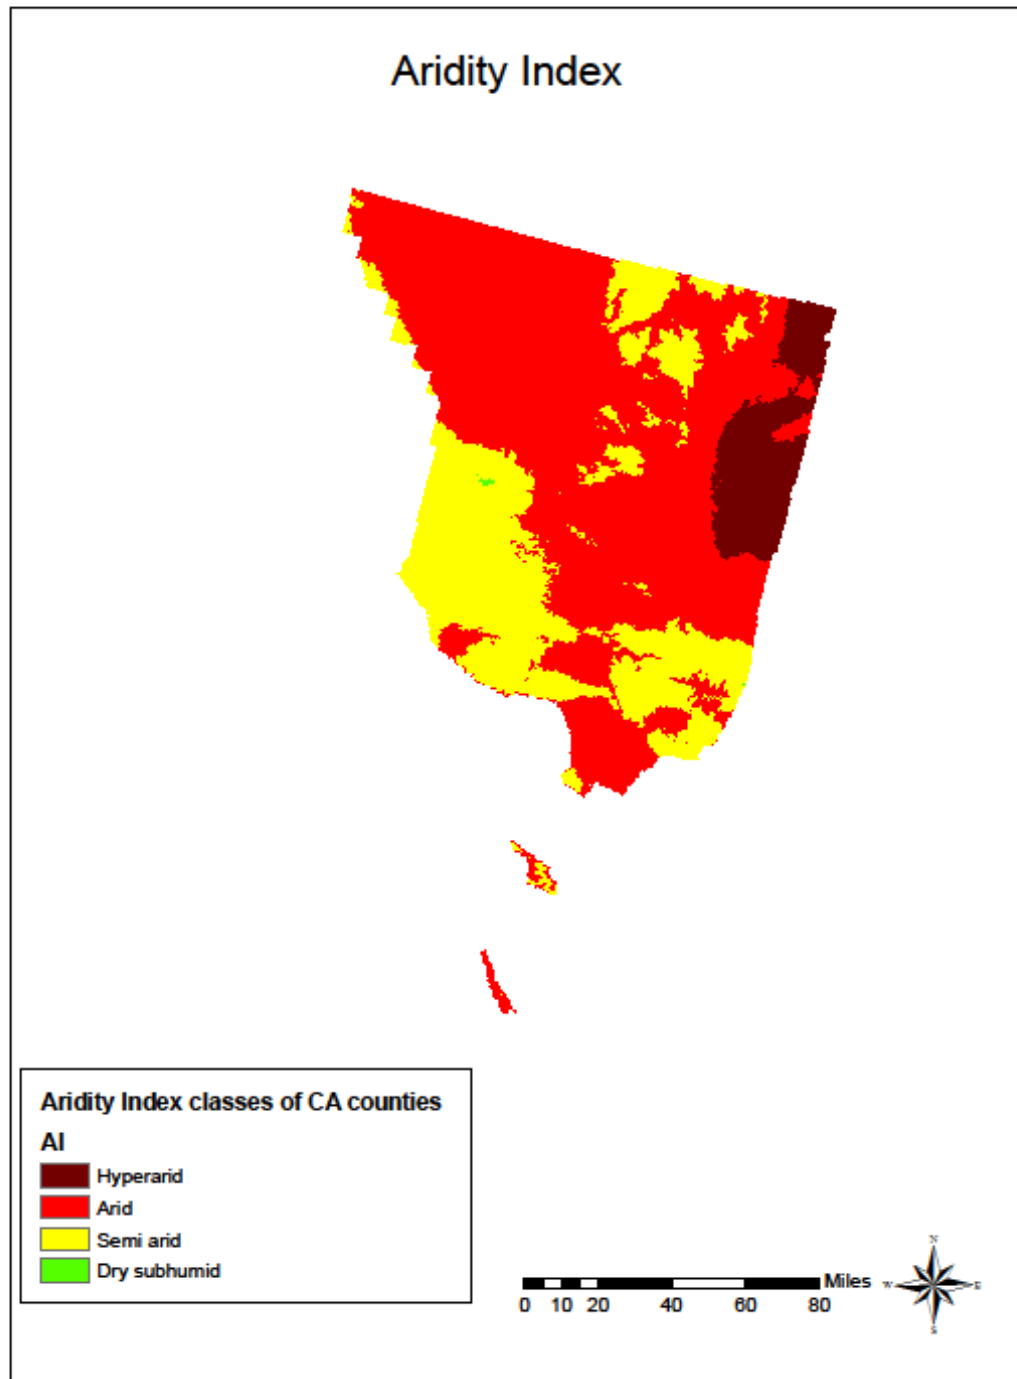 Aridity Index
Aridity Index classes of CA counties
AI
Hyperarid
Arid
Semi arid
Dry subhumid
Miles
0 10 20 40 60 80
N
W E
S